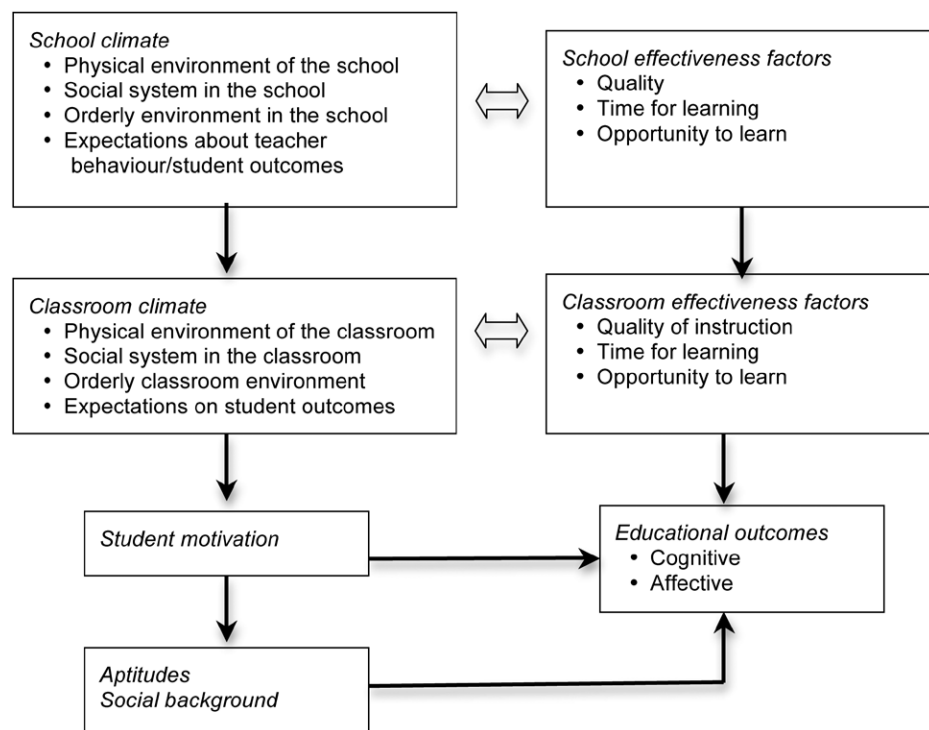 School climate
• Physical environment of the school
• Social system in the school
• Orderly environment in the school
• Expectations about teacher
behaviour/student outcomes
School effectiveness factors
• Quality
• Time for learning
• Opportunity to learn
Classroom climate
• Physical environment of the classroom
• Social system in the classroom
• Orderly classroom environment
• Expectations on student outcomes
Classroom effectiveness factors
• Quality of instruction
• Time for learning
• Opportunity to learn
Student motivation
Educational outcomes
• Cognitive
• Affective
Aptitudes
Social background